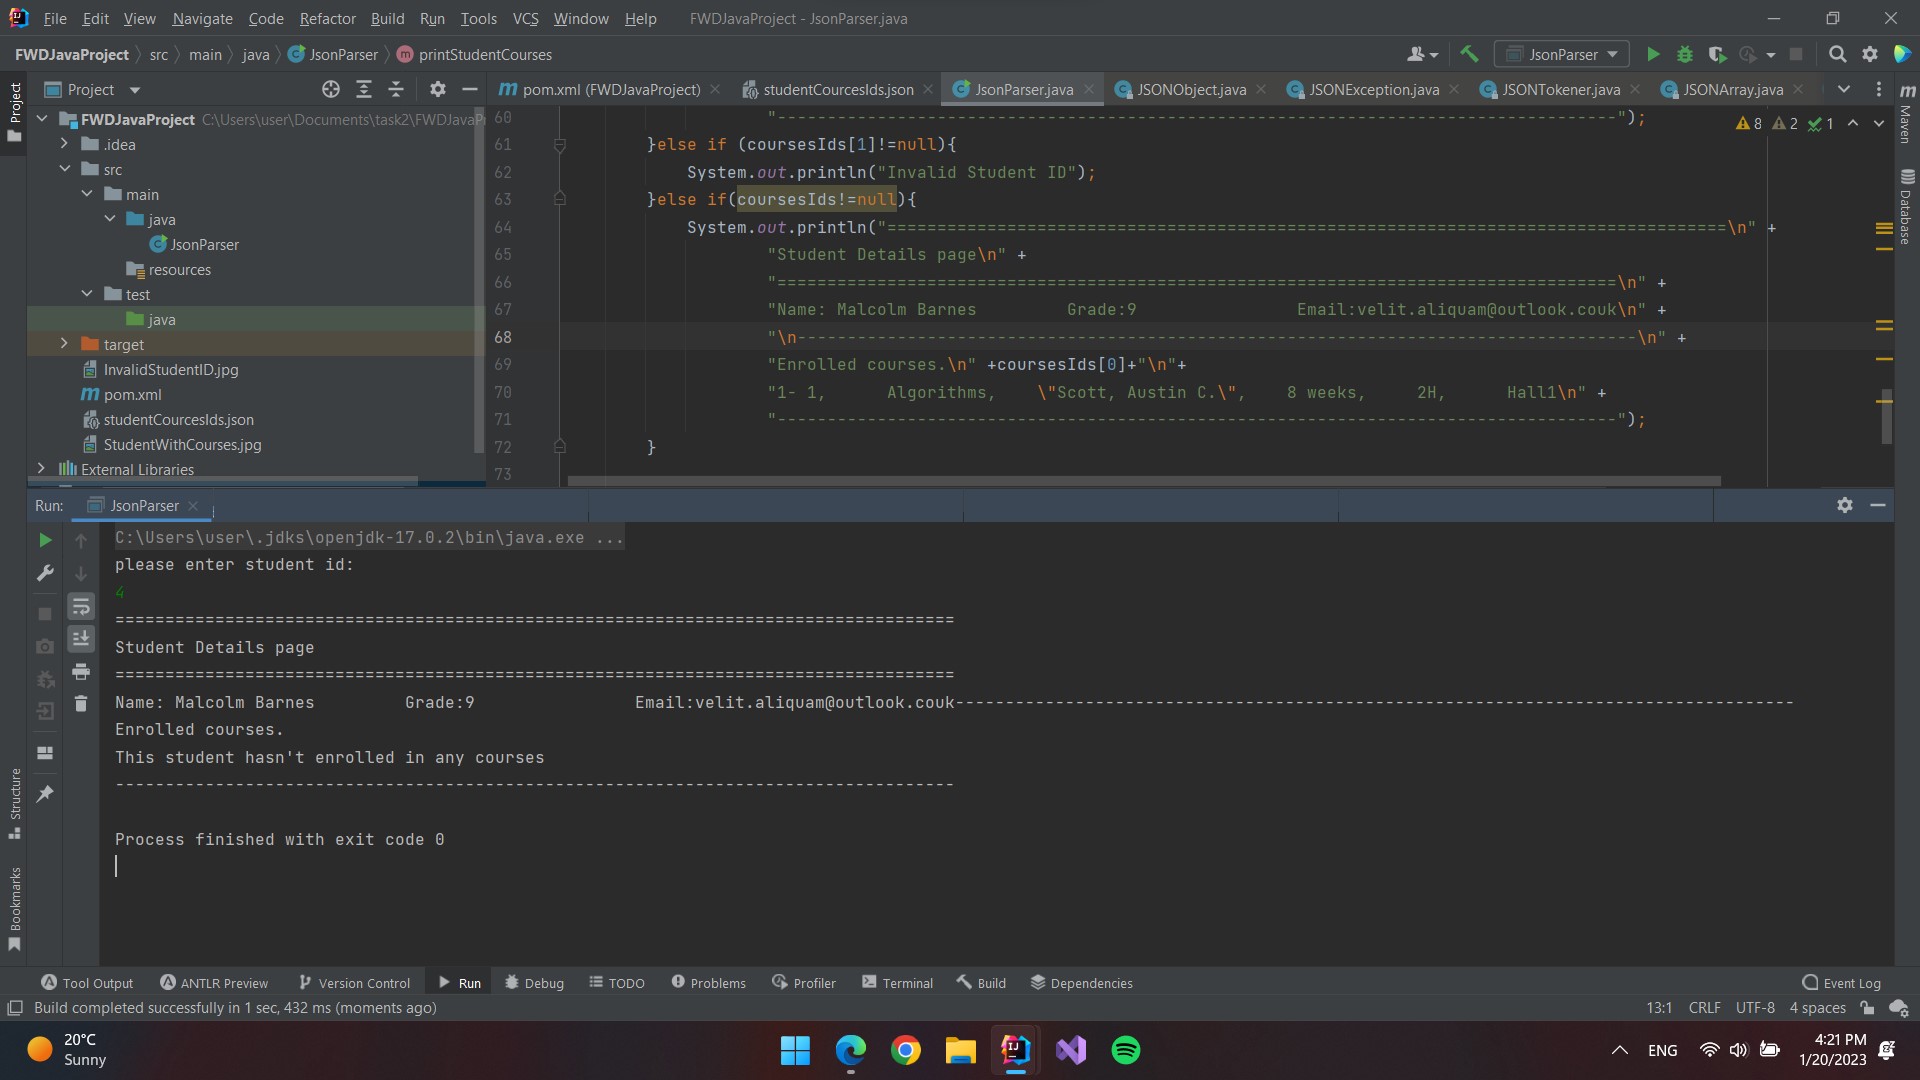 File Edit View Navigate Code Refactor Build Run Tools VCS Window Help FWDJavaProject - JsonParser.java
FWDJavaProject src main java JsonParser printStudentCourses JsonParser
Project pom.xml (FWDJavaProject) studentCourcesIds.json JsonParser.java JSONObject.java JSONException.java JSONTokener.java JSONArray.java
Project
FWDJavaProject C:\Users\user\Documents\task2\FWDJavaP
.idea
src
main
java
JsonParser
resources
test
java
target
InvalidStudentID.jpg
pom.xml
studentCourcesIds.json
StudentWithCourses.jpg
External Libraries
8 2 1
60 "------------------------------------------------------------------------------------");
61 }else if (coursesIds[1]!=null){
62 System.out.println("Invalid Student ID");
63 }else if(coursesIds!=null){
64 System.out.println("====================================================================================\n" +
65 "Student Details page\n" +
66 "====================================================================================\n" +
67 "Name: Malcolm Barnes         Grade:9                Email:velit.aliquam@outlook.couk\n" +
68 "\n------------------------------------------------------------------------------------\n" +
69 "Enrolled courses.\n" +coursesIds[0]+"\n"+
70 "1- 1,      Algorithms,    \"Scott, Austin C.\",    8 weeks,     2H,      Hall1\n" +
71 "------------------------------------------------------------------------------------");
72 }
73
Maven
Database
Run: JsonParser
C:\Users\user\.jdks\openjdk-17.0.2\bin\java.exe ...
please enter student id:
4
====================================================================================
Student Details page
====================================================================================
Name: Malcolm Barnes         Grade:9                Email:velit.aliquam@outlook.couk------------------------------------------------------------------------------------
Enrolled courses.
This student hasn't enrolled in any courses
------------------------------------------------------------------------------------
Process finished with exit code 0
Structure
Bookmarks
Tool Output ANTLR Preview Version Control Run Debug TODO Problems Profiler Terminal Build Dependencies Event Log
Build completed successfully in 1 sec, 432 ms (moments ago) 13:1 CRLF UTF-8 4 spaces
20°C
Sunny
ENG
4:21 PM
1/20/2023